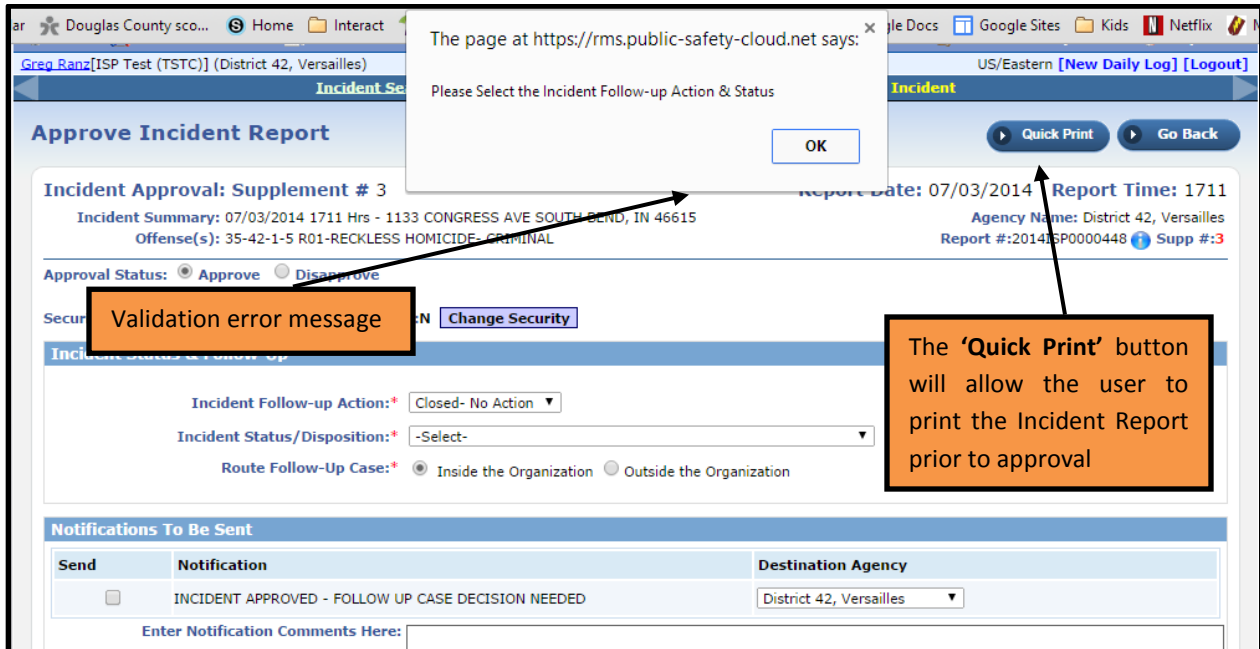 ar Douglas County sco... Home Interact gle Docs Google Sites Kids Netflix
The page at https://rms.public-safety-cloud.net says: ×
Please Select the Incident Follow-up Action & Status
OK
Greg Ranz[ISP Test (TSTC)] (District 42, Versailles) US/Eastern [New Daily Log] [Logout]
Incident Se Incident
Approve Incident Report Quick Print Go Back
Incident Approval: Supplement # 3 Report Date: 07/03/2014 Report Time: 1711
Incident Summary: 07/03/2014 1711 Hrs - 1133 CONGRESS AVE SOUTH BEND, IN 46615 Agency Name: District 42, Versailles
Offense(s): 35-42-1-5 R01-RECKLESS HOMICIDE- CRIMINAL Report #:2014ISP0000448 Supp #:3
Approval Status: Approve Disapprove
Validation error message
Secur :N Change Security
Incident Status & Follow-Up
The 'Quick Print' button
will allow the user to
print the Incident Report
prior to approval
Incident Follow-up Action:* Closed- No Action
Incident Status/Disposition:* -Select-
Route Follow-Up Case:* Inside the Organization Outside the Organization
Notifications To Be Sent
Send Notification Destination Agency
INCIDENT APPROVED - FOLLOW UP CASE DECISION NEEDED District 42, Versailles
Enter Notification Comments Here: